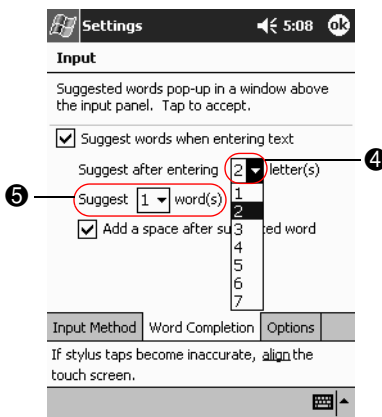 Settings 5:08 ok
Input
Suggested words pop-up in a window above
the input panel. Tap to accept.
Suggest words when entering text
Suggest after entering 2 letter(s) 4
5 Suggest 1 word(s) 1
2
Add a space after su 3 ted word
4
5
6
7
Input Method Word Completion Options
If stylus taps become inaccurate, align the
touch screen.